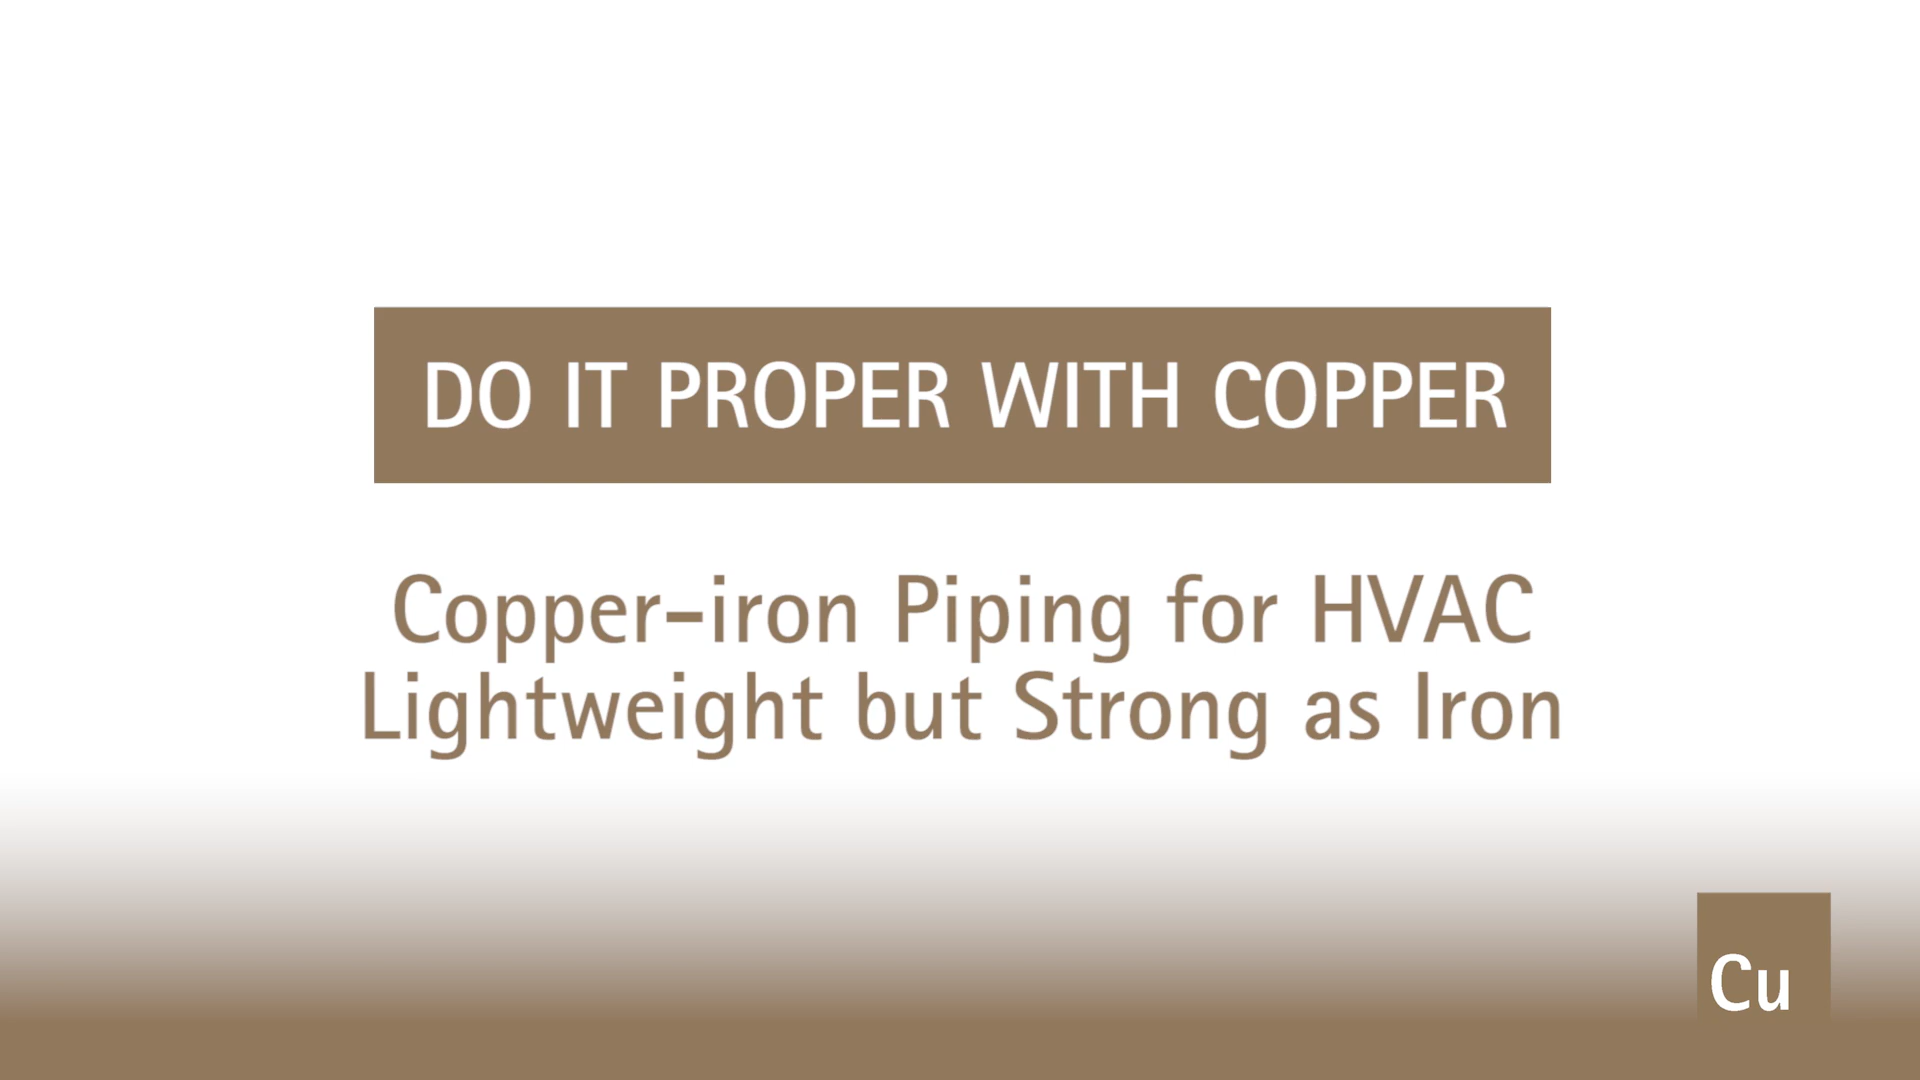 DO IT PROPER WITH COPPER
Copper-iron Piping for HVAC
Lightweight but Strong as Iron
Cu